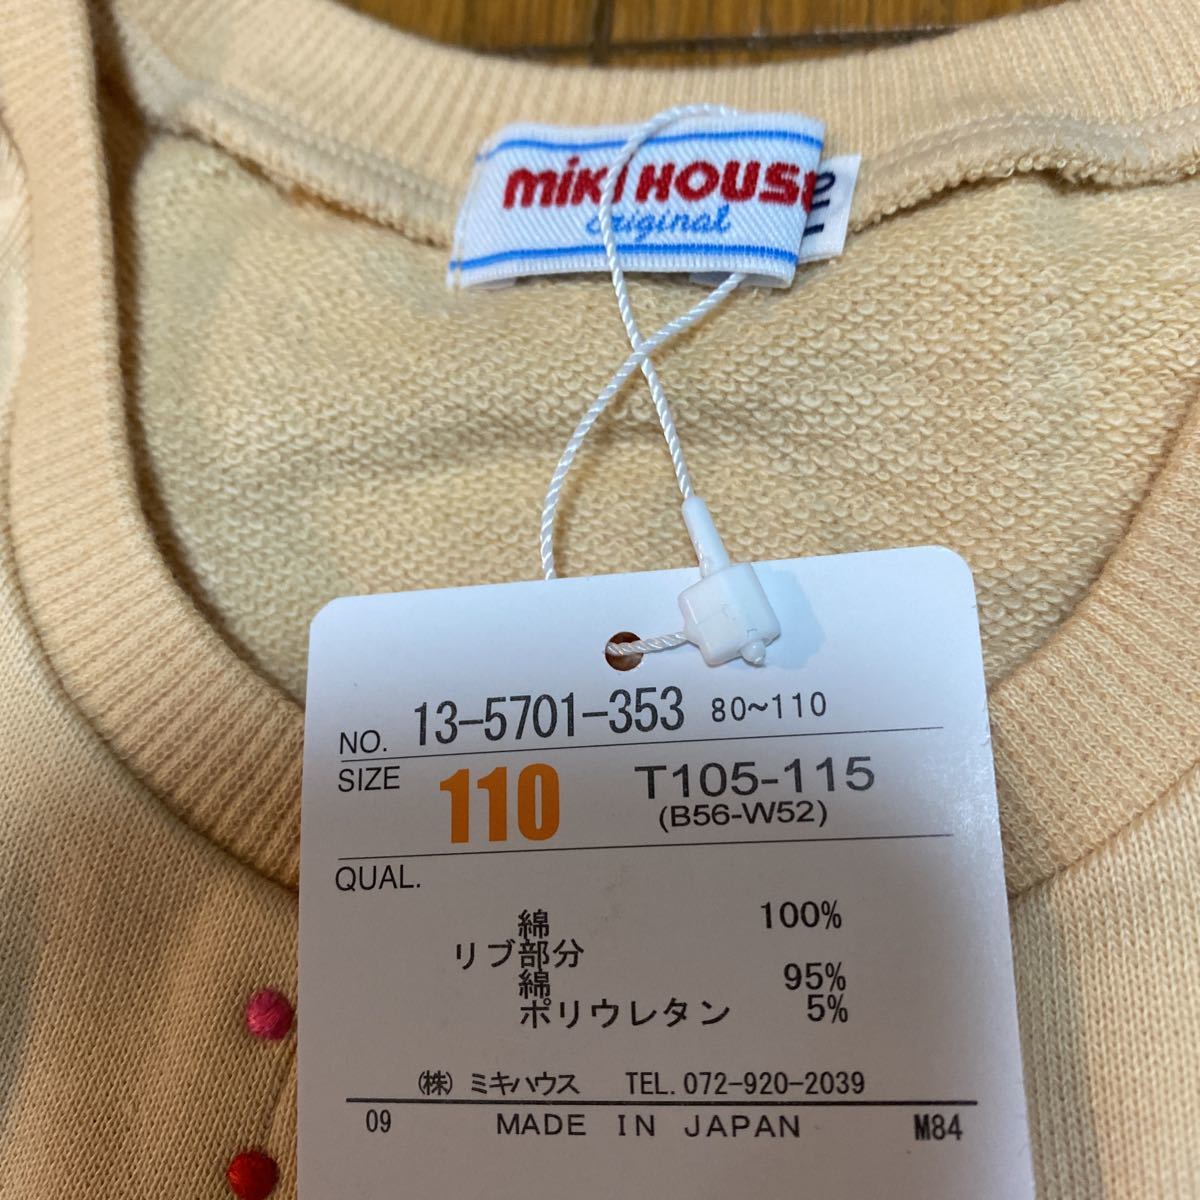 miKI HOUSE
original
NO. 13-5701-353 80~110
SIZE 110 T105-115
(B56-W52)
QUAL.
綿 100%
リブ部分
綿 95%
ポリウレタン 5%
(株) ミキハウス TEL. 072-920-2039
09 MADE IN JAPAN M84